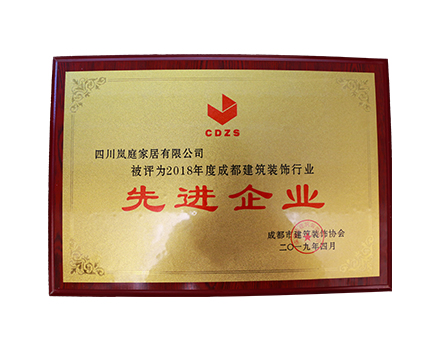 CDZS
四川岚庭家居有限公司
被评为2018年度成都建筑装饰行业
先进企业
成都市建筑装饰协会
二〇一九年四月